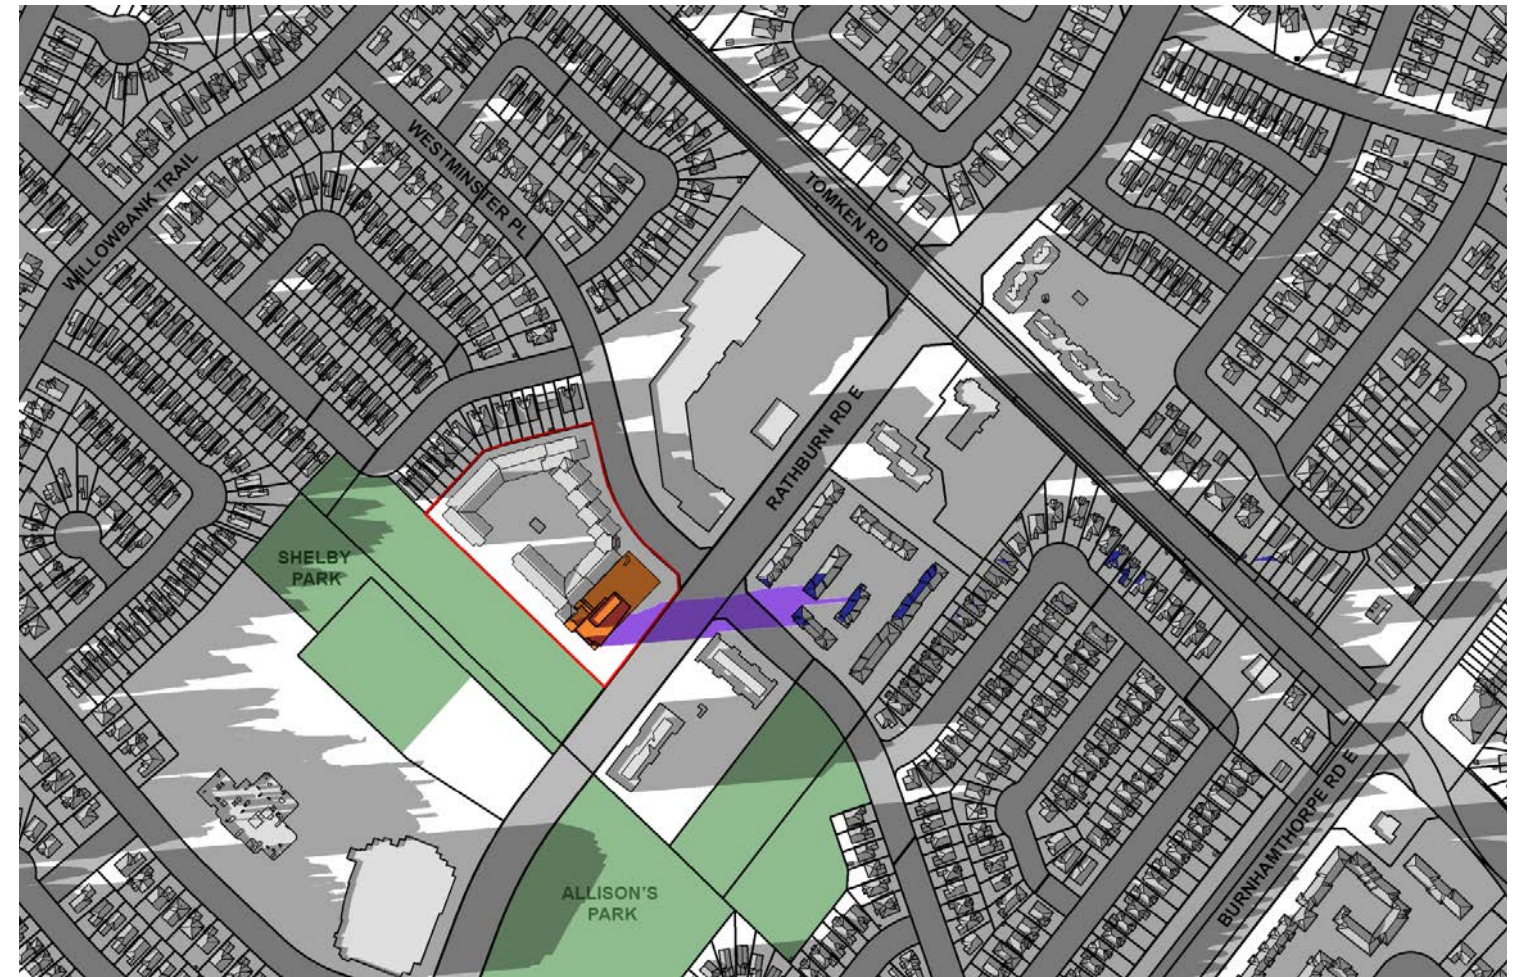 WILLOWBANK TRAIL
WESTMINSTER PL
TOMKEN RD
RATHBURN RD E
SHELBY
PARK
ALLISON'S
PARK
BURNHAMTHORPE RD E